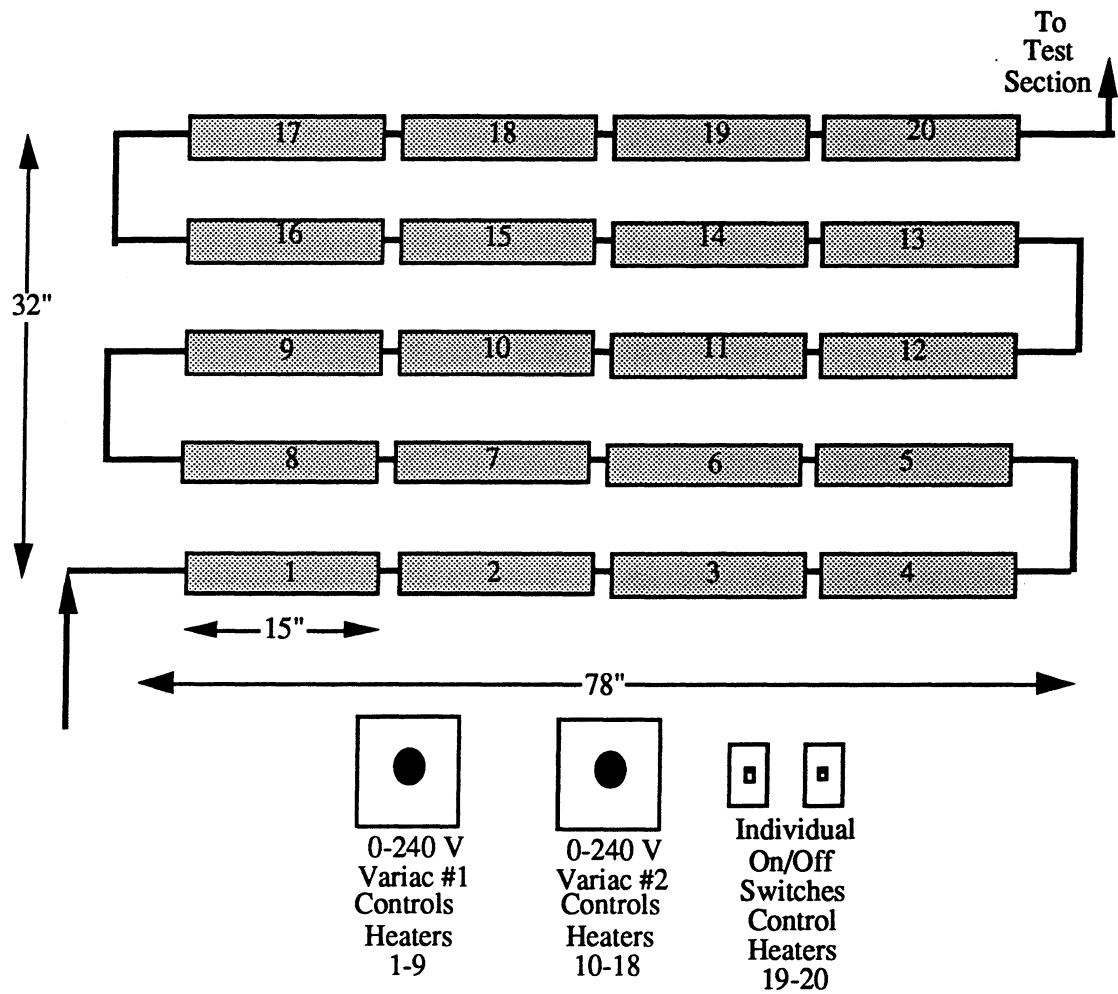 To
Test
Section
17 18 19 20
16 15 14 13
32"
9 10 11 12
8 7 6 5
1 2 3 4
15"
78"
0-240 V
Variac #1
Controls
Heaters
1-9
0-240 V
Variac #2
Controls
Heaters
10-18
Individual
On/Off
Switches
Control
Heaters
19-20